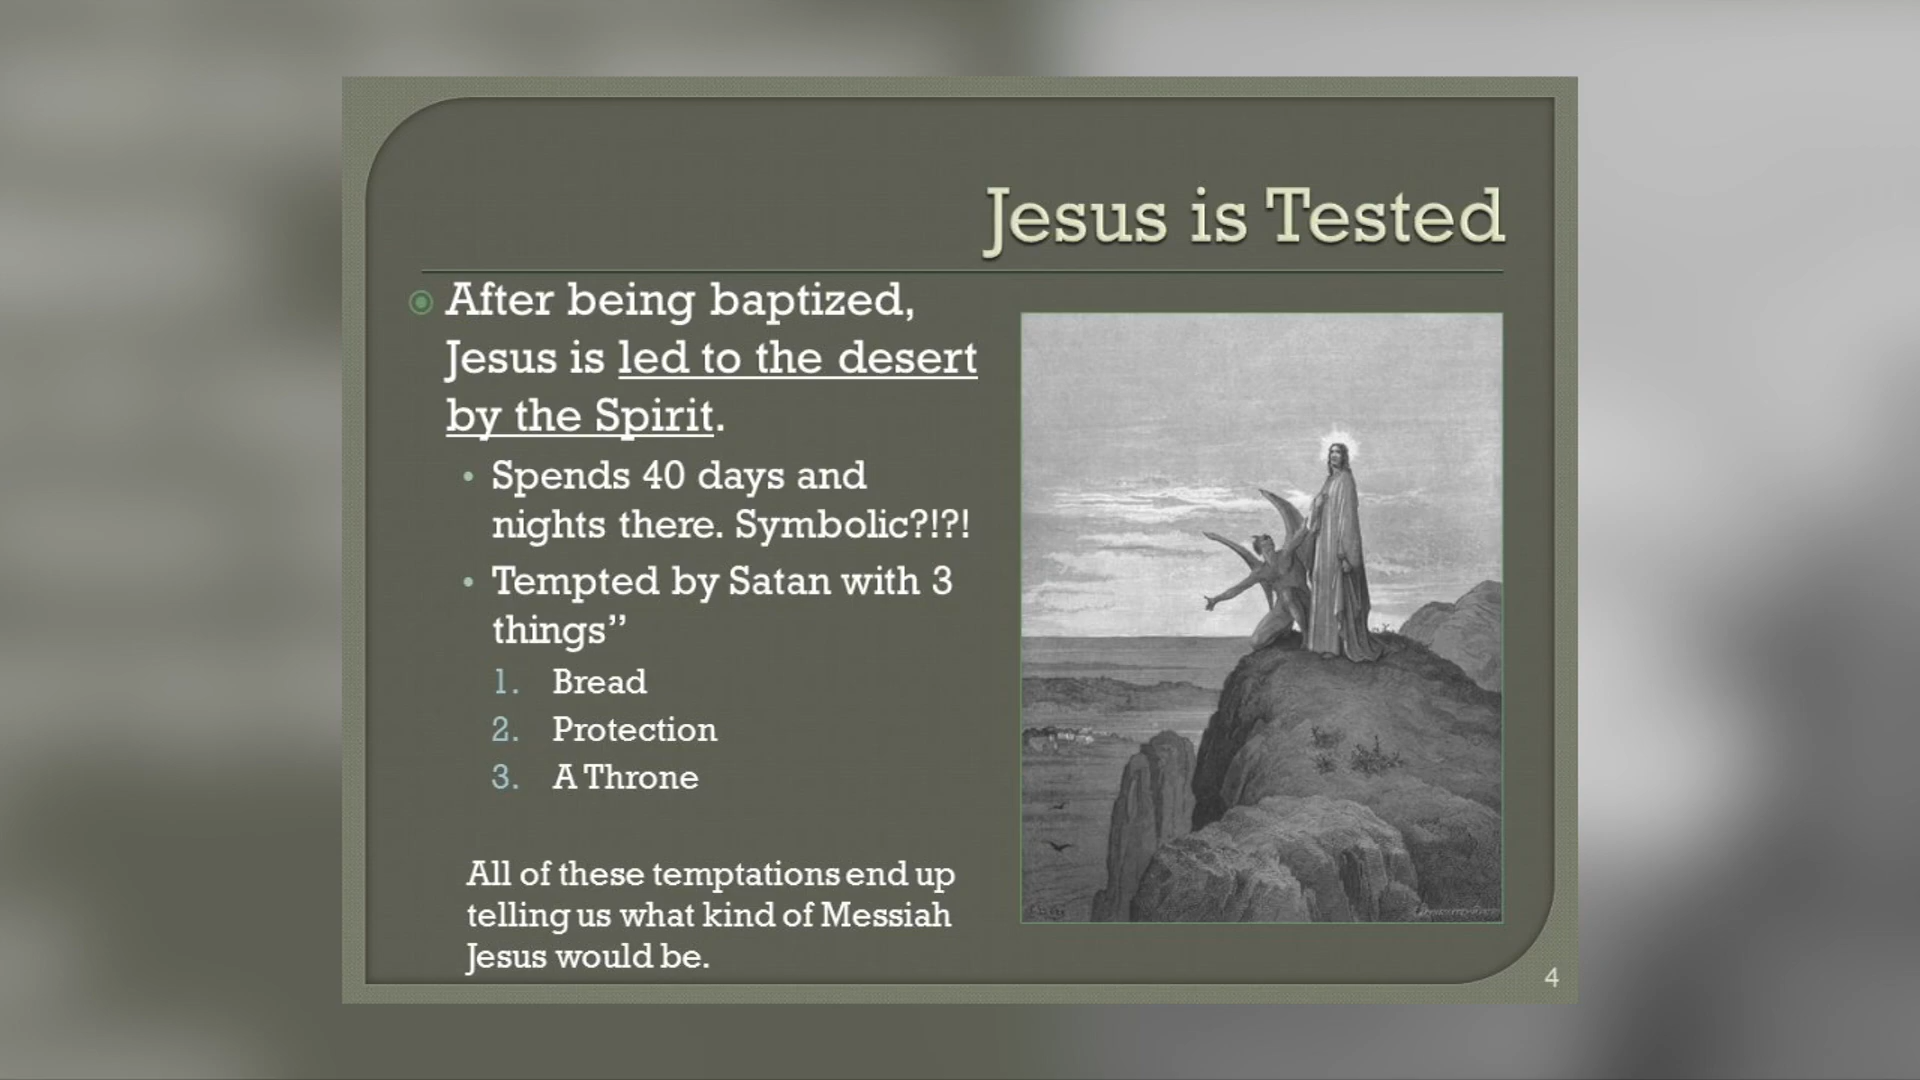 Jesus is Tested
After being baptized,
Jesus is led to the desert
by the Spirit.
• Spends 40 days and
nights there. Symbolic?!?!
• Tempted by Satan with 3
things”
1. Bread
2. Protection
3. A Throne
All of these temptations end up
telling us what kind of Messiah
Jesus would be.
4